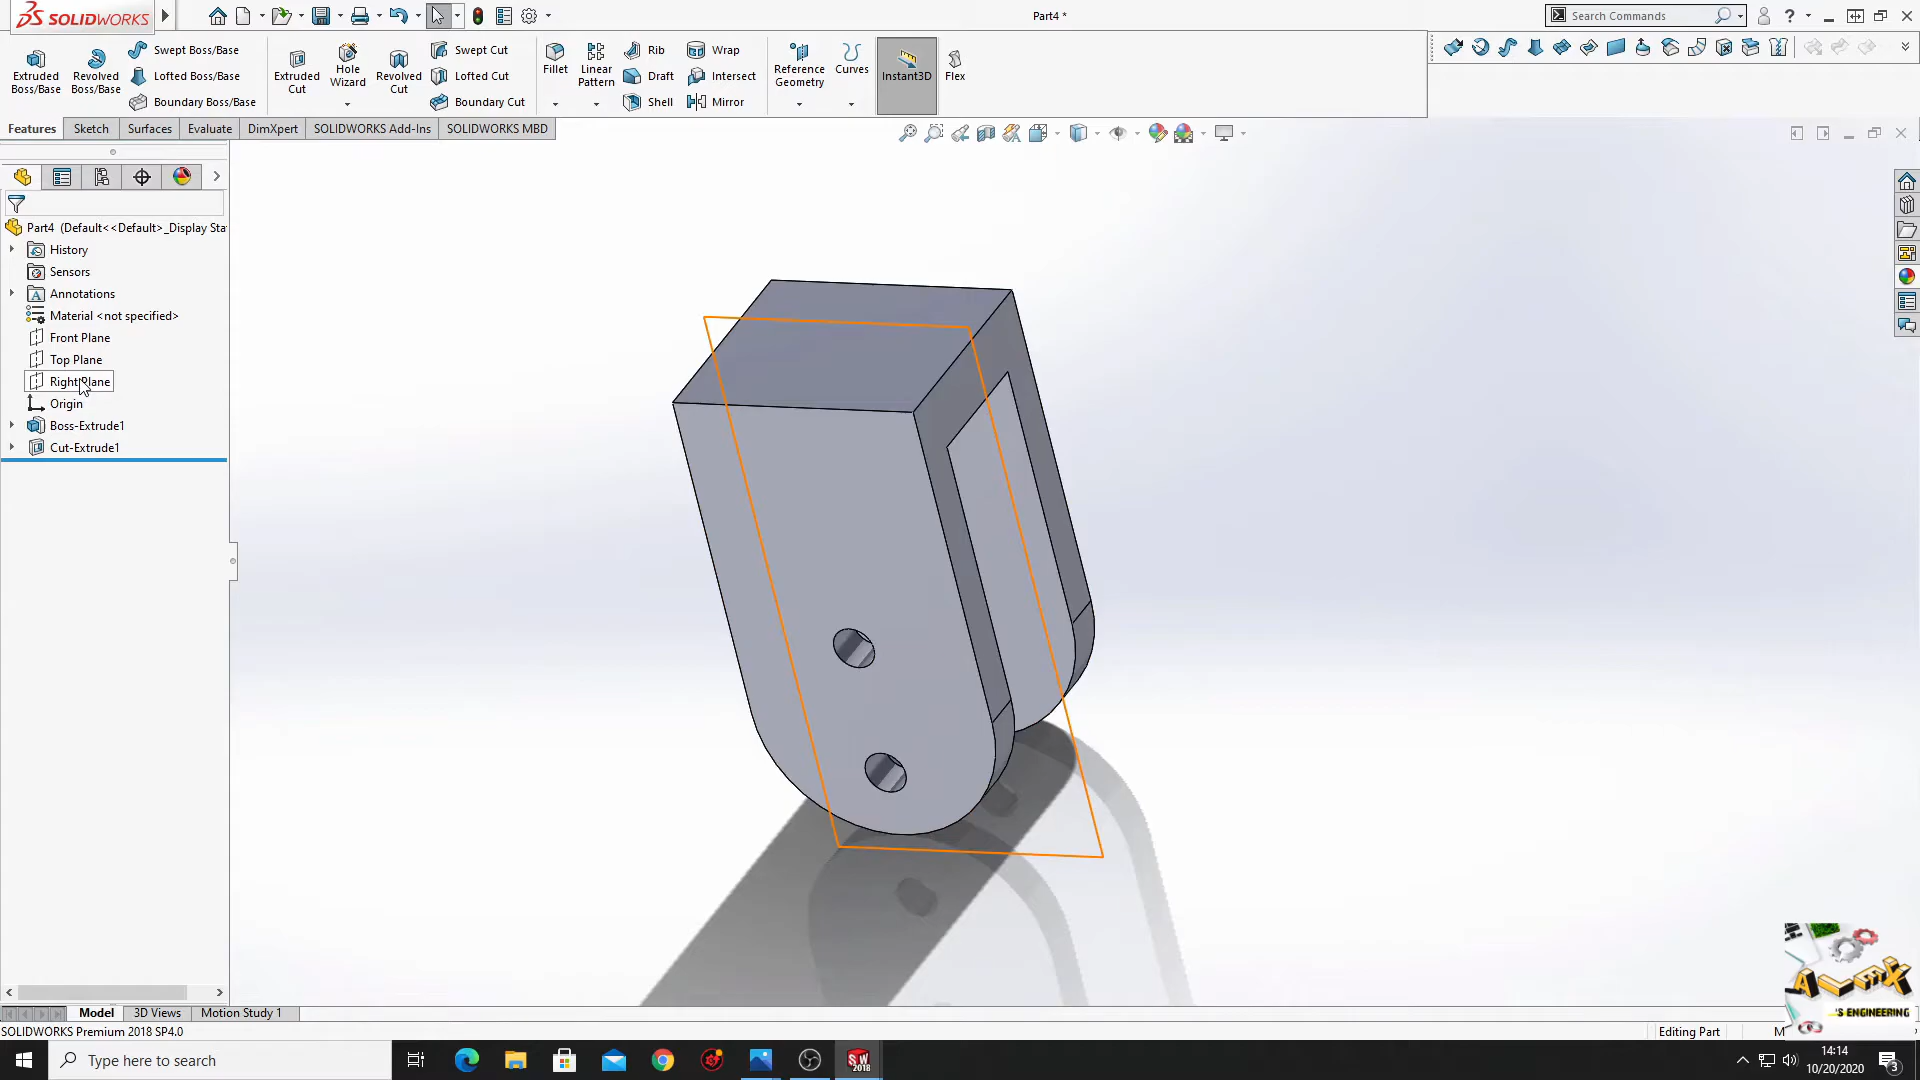 SOLIDWORKS
Part4 *
Search Commands
Extruded Boss/Base
Revolved Boss/Base
Swept Boss/Base
Lofted Boss/Base
Boundary Boss/Base
Extruded Cut
Hole Wizard
Revolved Cut
Swept Cut
Lofted Cut
Boundary Cut
Fillet
Linear Pattern
Rib
Draft
Shell
Wrap
Intersect
Mirror
Reference Geometry
Curves
Instant3D
Flex
Features
Sketch
Surfaces
Evaluate
DimXpert
SOLIDWORKS Add-Ins
SOLIDWORKS MBD
Part4 (Default<<Default>_Display Sta
History
Sensors
Annotations
Material <not specified>
Front Plane
Top Plane
Right Plane
Origin
Boss-Extrude1
Cut-Extrude1
Model
3D Views
Motion Study 1
SOLIDWORKS Premium 2018 SP4.0
Editing Part
M
ALEX
'S ENGINEERING
Type here to search
SW
2018
14:14
10/20/2020
3